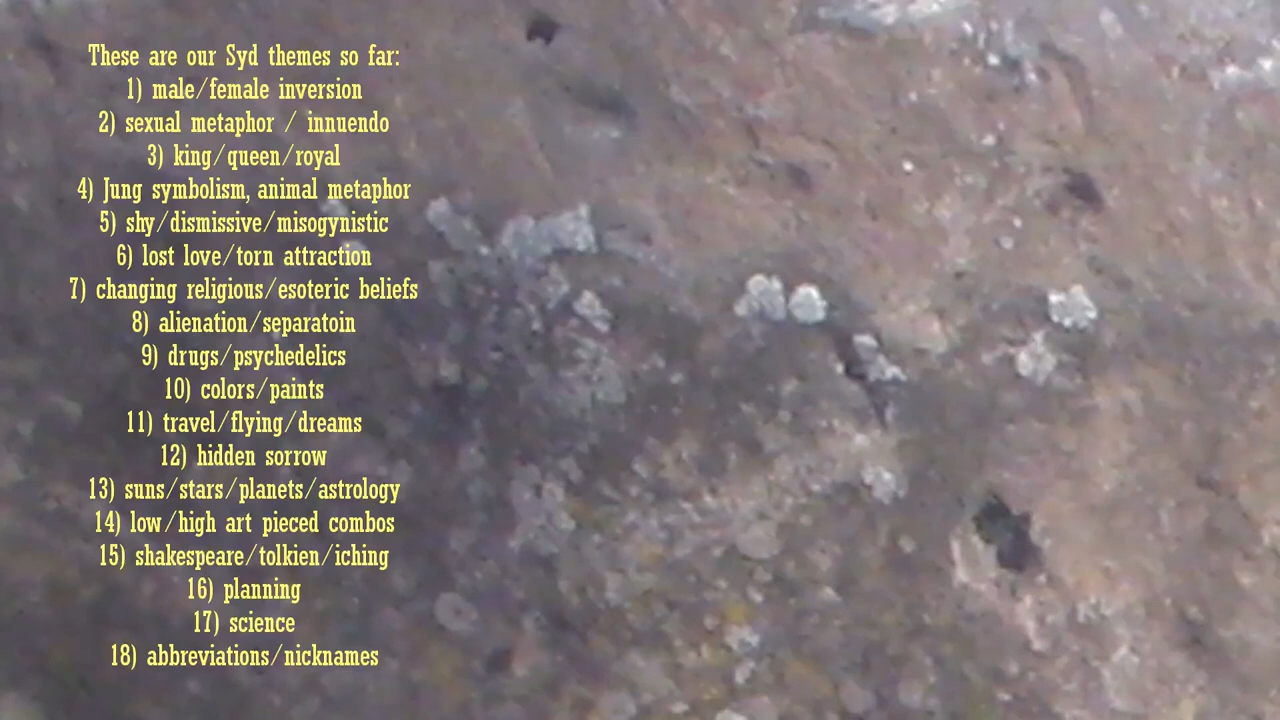 These are our Syd themes so far:
1) male/female inversion
2) sexual metaphor / innuendo
3) king/queen/royal
4) Jung symbolism, animal metaphor
5) shy/dismissive/misogynistic
6) lost love/torn attraction
7) changing religious/esoteric beliefs
8) alienation/separatoin
9) drugs/psychedelics
10) colors/paints
11) travel/flying/dreams
12) hidden sorrow
13) suns/stars/planets/astrology
14) low/high art pieced combos
15) shakespeare/tolkien/iching
16) planning
17) science
18) abbreviations/nicknames